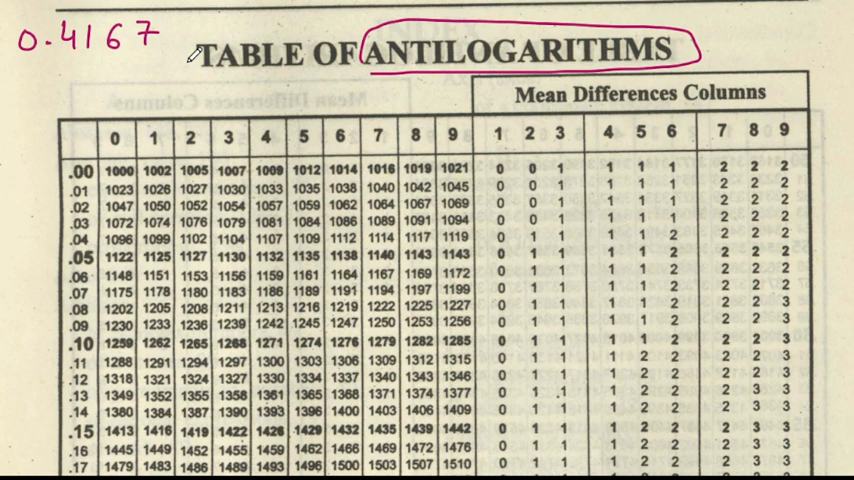 0.4167
TABLE OF ANTILOGARITHMS
Mean Differences Columns
0 1 2 3 4 5 6 7 8 9 1 2 3 4 5 6 7 8 9
.00 1000 1002 1005 1007 1009 1012 1014 1016 1019 1021 0 0 1 1 1 1 2 2 2
.01 1023 1026 1027 1030 1033 1035 1038 1040 1042 1045 0 0 1 1 1 1 2 2 2
.02 1047 1050 1052 1054 1057 1059 1062 1064 1067 1069 0 0 1 1 1 1 2 2 2
.03 1072 1074 1076 1079 1081 1084 1086 1089 1091 1094 0 0 1 1 1 1 2 2 2
.04 1096 1099 1102 1104 1107 1109 1112 1114 1117 1119 0 1 1 1 1 2 2 2 2
.05 1122 1125 1127 1130 1132 1135 1138 1140 1143 1143 0 1 1 1 1 2 2 2 2
.06 1148 1151 1153 1156 1159 1161 1164 1167 1169 1172 0 1 1 1 1 2 2 2 2
.07 1175 1178 1180 1183 1186 1189 1191 1194 1197 1199 0 1 1 1 1 2 2 2 2
.08 1202 1205 1208 1211 1213 1216 1219 1222 1225 1227 0 1 1 1 1 2 2 2 3
.09 1230 1233 1236 1239 1242 1245 1247 1250 1253 1256 0 1 1 1 1 2 2 2 3
.10 1259 1262 1265 1268 1271 1274 1276 1279 1282 1285 0 1 1 1 1 2 2 2 3
.11 1288 1291 1294 1297 1300 1303 1306 1309 1312 1315 0 1 1 1 2 2 2 2 3
.12 1318 1321 1324 1327 1330 1334 1337 1340 1343 1346 0 1 1 1 2 2 2 2 3
.13 1349 1352 1355 1358 1361 1365 1368 1371 1374 1377 0 1 1 1 2 2 2 3 3
.14 1380 1384 1387 1390 1393 1396 1400 1403 1406 1409 0 1 1 1 2 2 2 3 3
.15 1413 1416 1419 1422 1426 1429 1432 1435 1439 1442 0 1 1 1 2 2 2 3 3
.16 1445 1449 1452 1455 1459 1462 1466 1469 1472 1476 0 1 1 1 2 2 2 3 3
.17 1479 1483 1486 1489 1493 1496 1500 1503 1507 1510 0 1 1 1 2 2 2 3 3